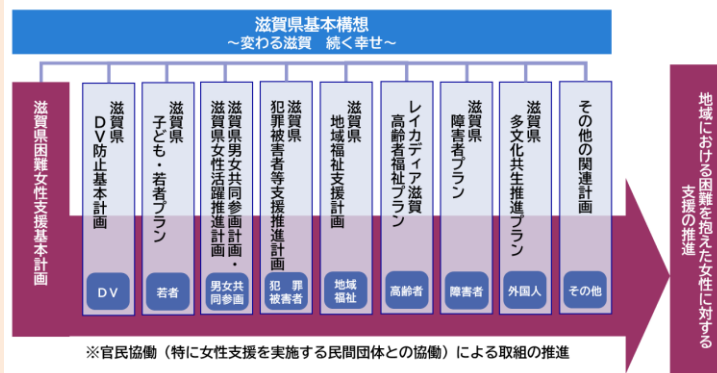 滋賀県基本構想
～変わる滋賀　続く幸せ～
滋賀県困難女性支援基本計画
滋賀県
ＤＶ防止基本計画
ＤＶ
滋賀県
子ども・若者プラン
若者
滋賀県男女共同参画計画・
滋賀県女性活躍推進計画
男女共
同参画
滋賀県
犯罪被害者等支援推進計画
犯　罪
被害者
滋賀県
地域福祉支援計画
地域
福祉
レイカディア滋賀
高齢者福祉プラン
高齢者
滋賀県
障害者プラン
障害者
滋賀県
多文化共生推進プラン
外国人
その他の関連計画
その他
地域における困難を抱えた女性に対する
支援の推進
※官民協働（特に女性支援を実施する民間団体との協働）による取組の推進